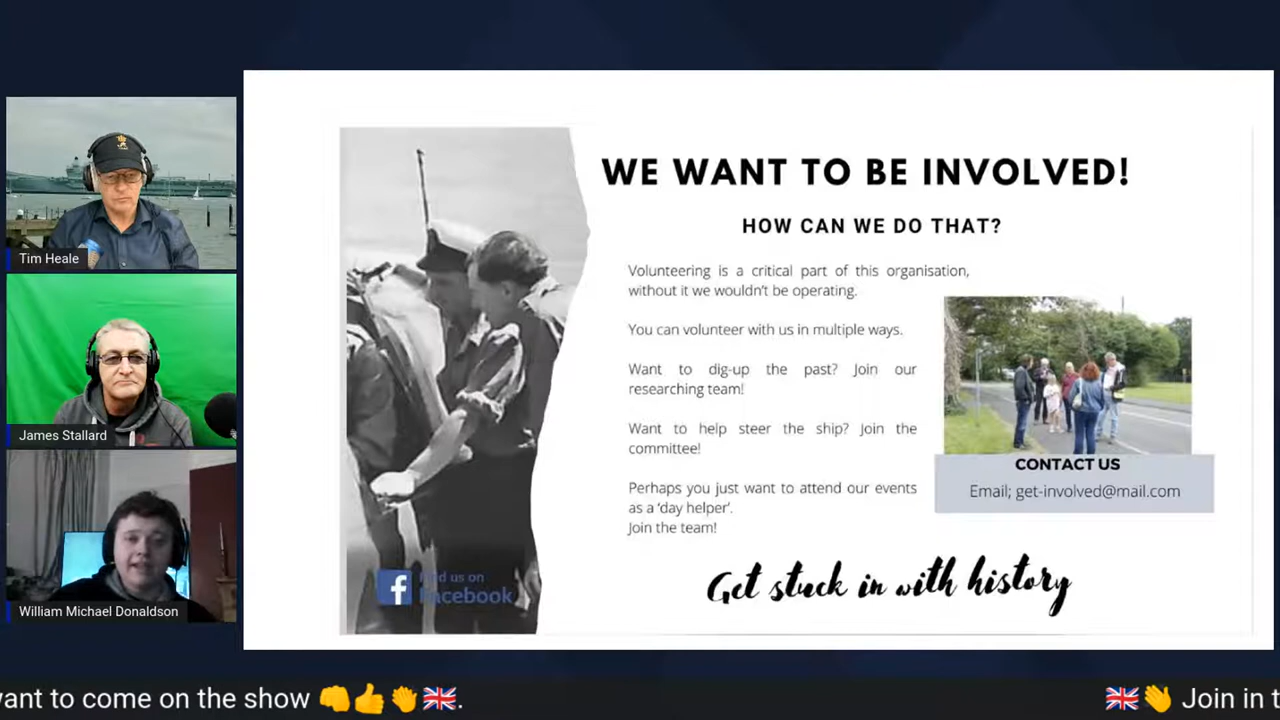 Tim Heale
James Stallard
William Michael Donaldson
WE WANT TO BE INVOLVED!
HOW CAN WE DO THAT?
Volunteering is a critical part of this organisation,
without it we wouldn't be operating.
You can volunteer with us in multiple ways.
Want to dig-up the past? Join our
researching team!
Want to help steer the ship? Join the
committee!
Perhaps you just want to attend our events
as a 'day helper'.
Join the team!
CONTACT US
Email; get-involved@mail.com
Get stuck in with history
f Find us on
Facebook
want to come on the show 👊👍👏🇬🇧.
🇬🇧👋 Join in t